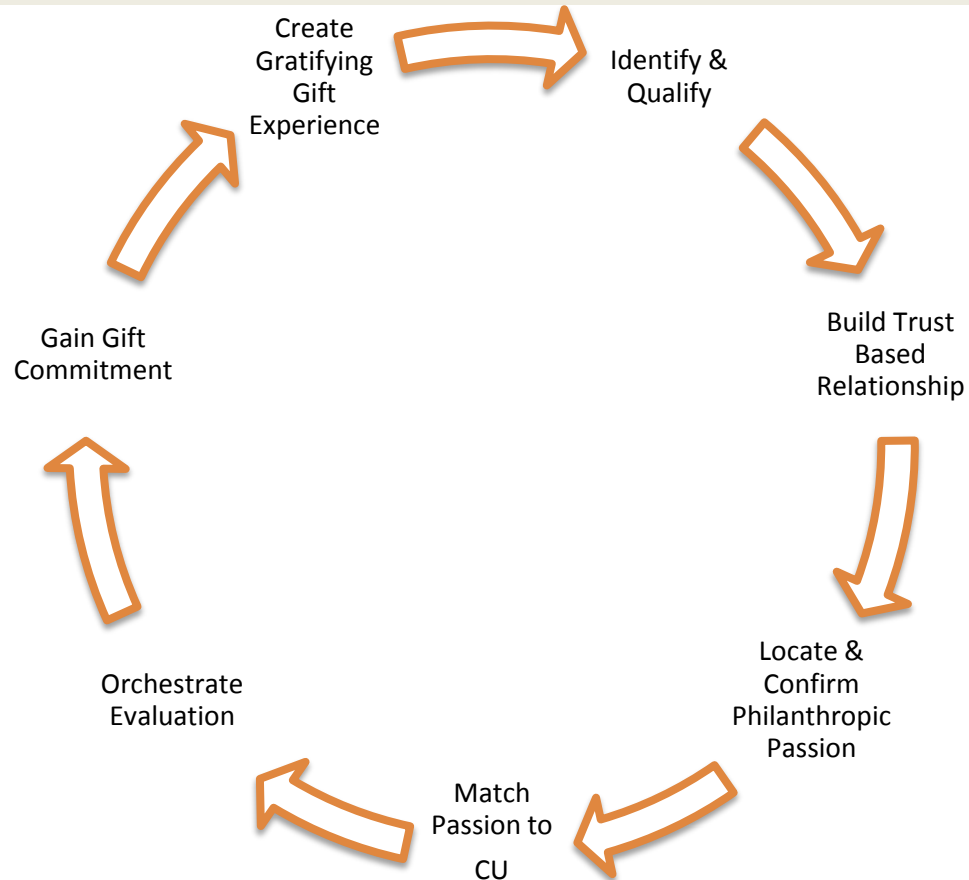 Create
Gratifying
Gift
Experience
Identify &
Qualify
Build Trust
Based
Relationship
Locate &
Confirm
Philanthropic
Passion
Match
Passion to
CU
Orchestrate
Evaluation
Gain Gift
Commitment